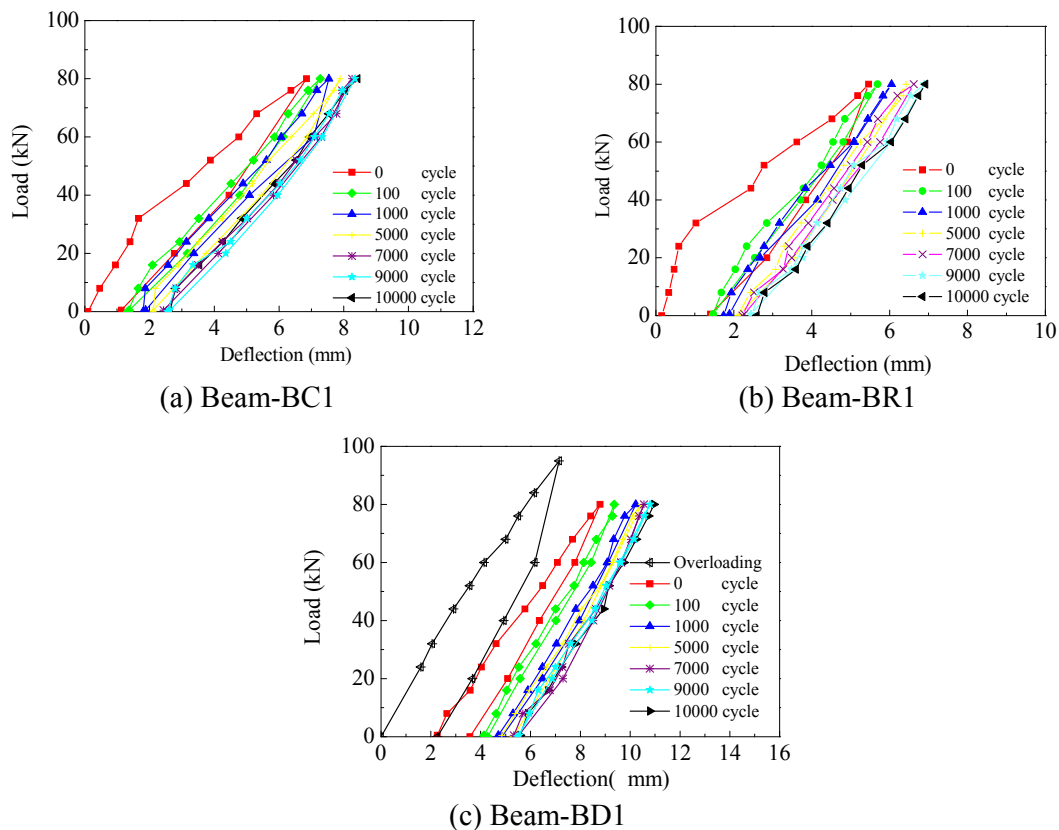 100
80
60
40
20
0
Load (kN)
0 2 4 6 8 10 12
Deflection (mm)
0 cycle
100 cycle
1000 cycle
5000 cycle
7000 cycle
9000 cycle
10000 cycle
(a) Beam-BC1
100
80
60
40
20
0
Load (kN)
0 2 4 6 8 10
Deflection (mm)
0 cycle
100 cycle
1000 cycle
5000 cycle
7000 cycle
9000 cycle
10000 cycle
(b) Beam-BR1
100
80
60
40
20
0
Load (kN)
0 2 4 6 8 10 12 14 16
Deflection( mm)
Overloading
0 cycle
100 cycle
1000 cycle
5000 cycle
7000 cycle
9000 cycle
10000 cycle
(c) Beam-BD1